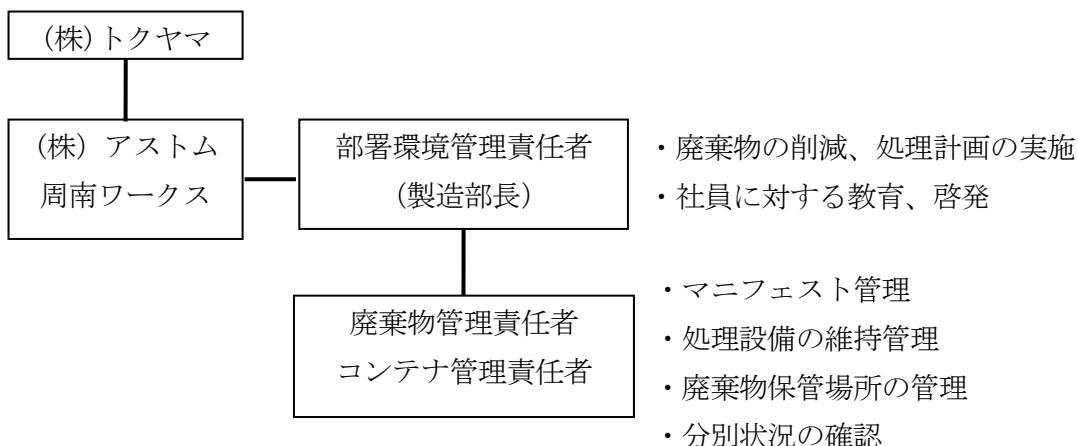 (株)トクヤマ
(株) アストム
周南ワークス
部署環境管理責任者
(製造部長)
・廃棄物の削減、処理計画の実施
・社員に対する教育、啓発
廃棄物管理責任者
コンテナ管理責任者
・マニフェスト管理
・処理設備の維持管理
・廃棄物保管場所の管理
・分別状況の確認